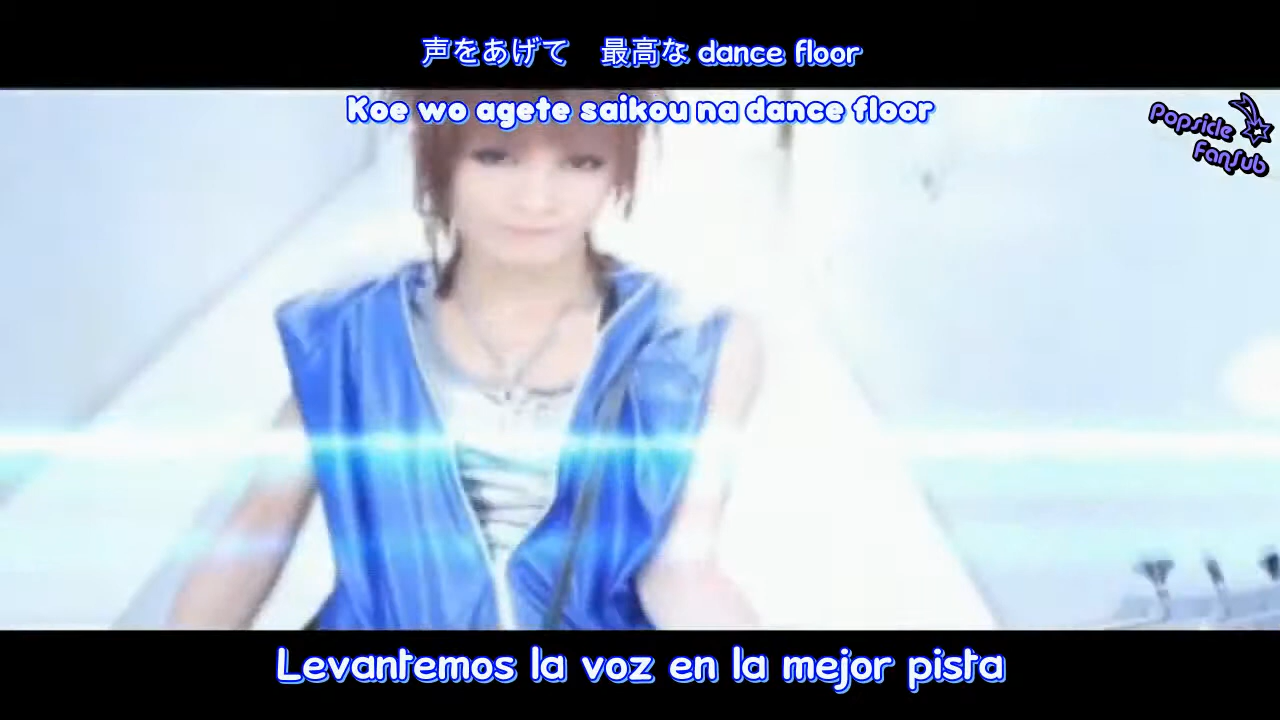 声をあげて　最高な dance floor
Koe wo agete saikou na dance floor
Popsicle
FanSub
Levantemos la voz en la mejor pista